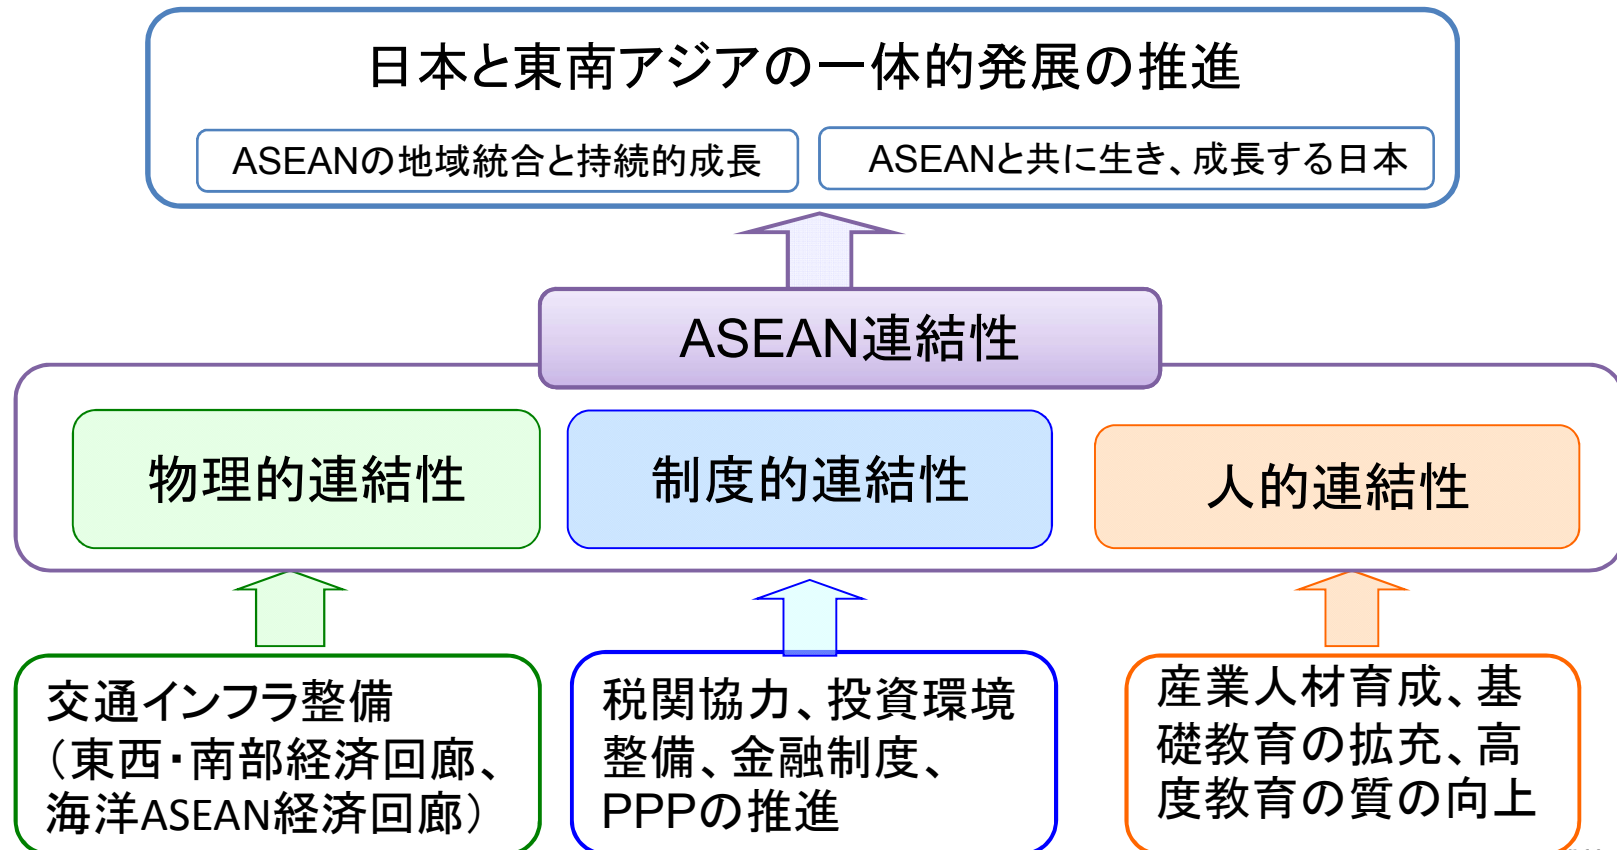 日本と東南アジアの一体的発展の推進
ASEANの地域統合と持続的成長
ASEANと共に生き、成長する日本
ASEAN連結性
物理的連結性
制度的連結性
人的連結性
交通インフラ整備
（東西・南部経済回廊、
海洋ASEAN経済回廊）
税関協力、投資環境
整備、金融制度、
PPPの推進
産業人材育成、基
礎教育の拡充、高
度教育の質の向上